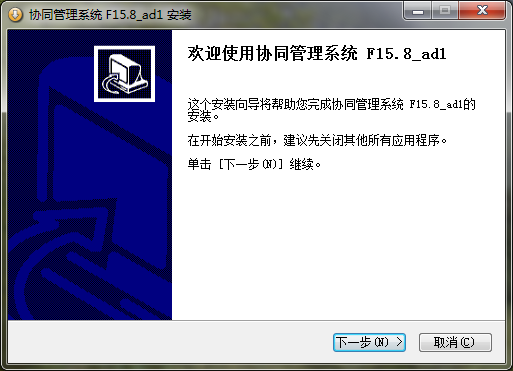 协同管理系统 F15.8_ad1 安装
欢迎使用协同管理系统 F15.8_ad1
这个安装向导将帮助您完成协同管理系统 F15.8_ad1的
安装。
在开始安装之前，建议先关闭其他所有应用程序。
单击 [下一步(N)] 继续。
下一步(N) >
取消(C)